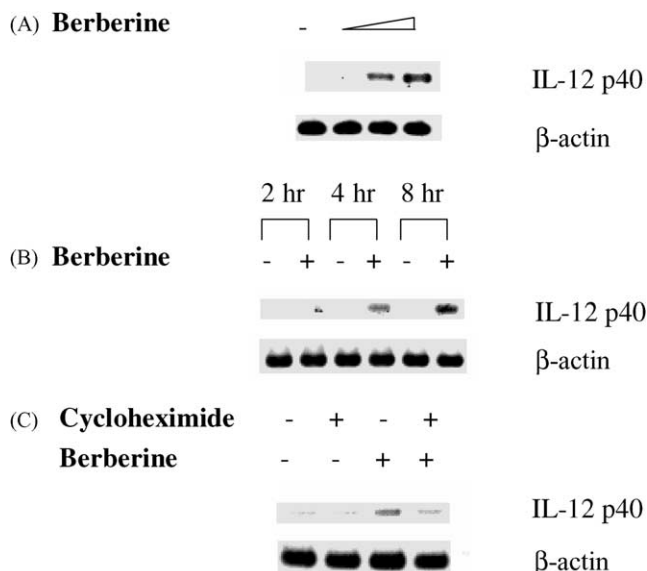 (A) Berberine -
IL-12 p40
β-actin
2 hr 4 hr 8 hr
(B) Berberine - + - + - +
IL-12 p40
β-actin
(C) Cycloheximide - + - +
Berberine - - + +
IL-12 p40
β-actin